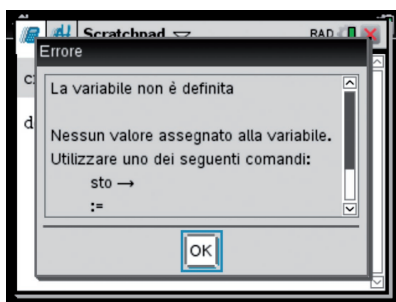 Scratchpad
RAD
Errore
La variabile non è definita
Nessun valore assegnato alla variabile.
Utilizzare uno dei seguenti comandi:
sto →
:=
OK